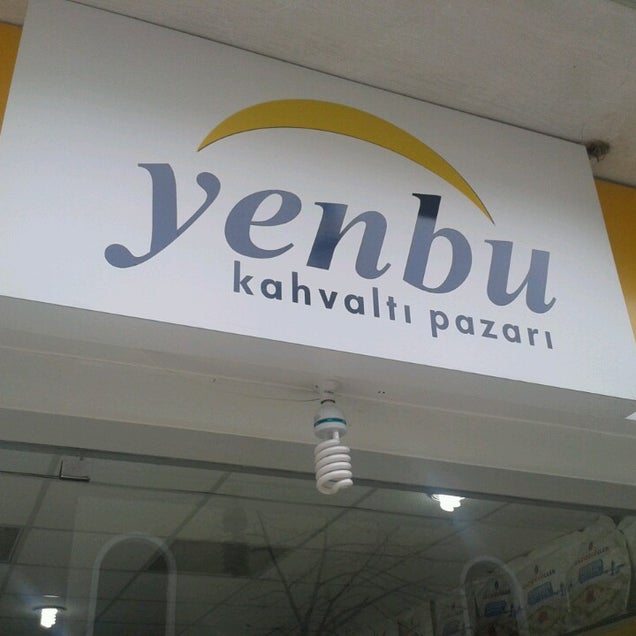 yenbu
kahvaltı pazarı